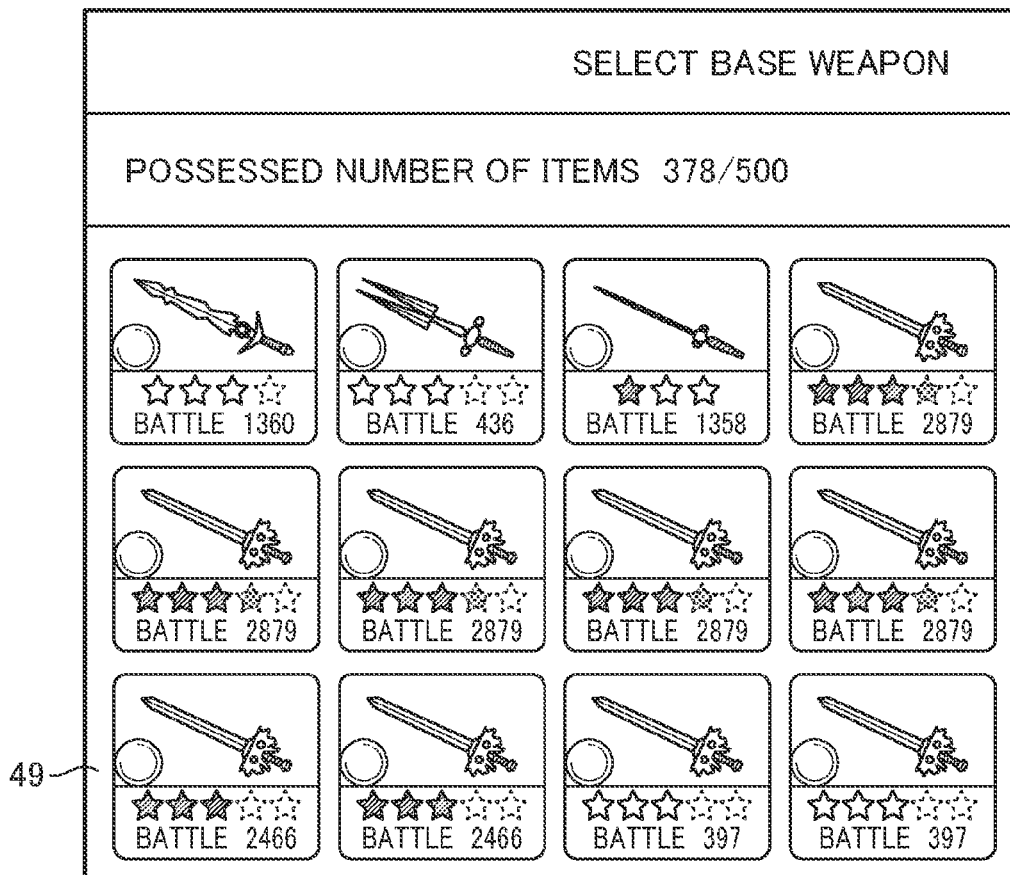 SELECT BASE WEAPON
POSSESSED NUMBER OF ITEMS 378/500
BATTLE 1360
BATTLE 436
BATTLE 1358
BATTLE 2879
BATTLE 2879
BATTLE 2879
BATTLE 2879
BATTLE 2879
49
BATTLE 2466
BATTLE 2466
BATTLE 397
BATTLE 397